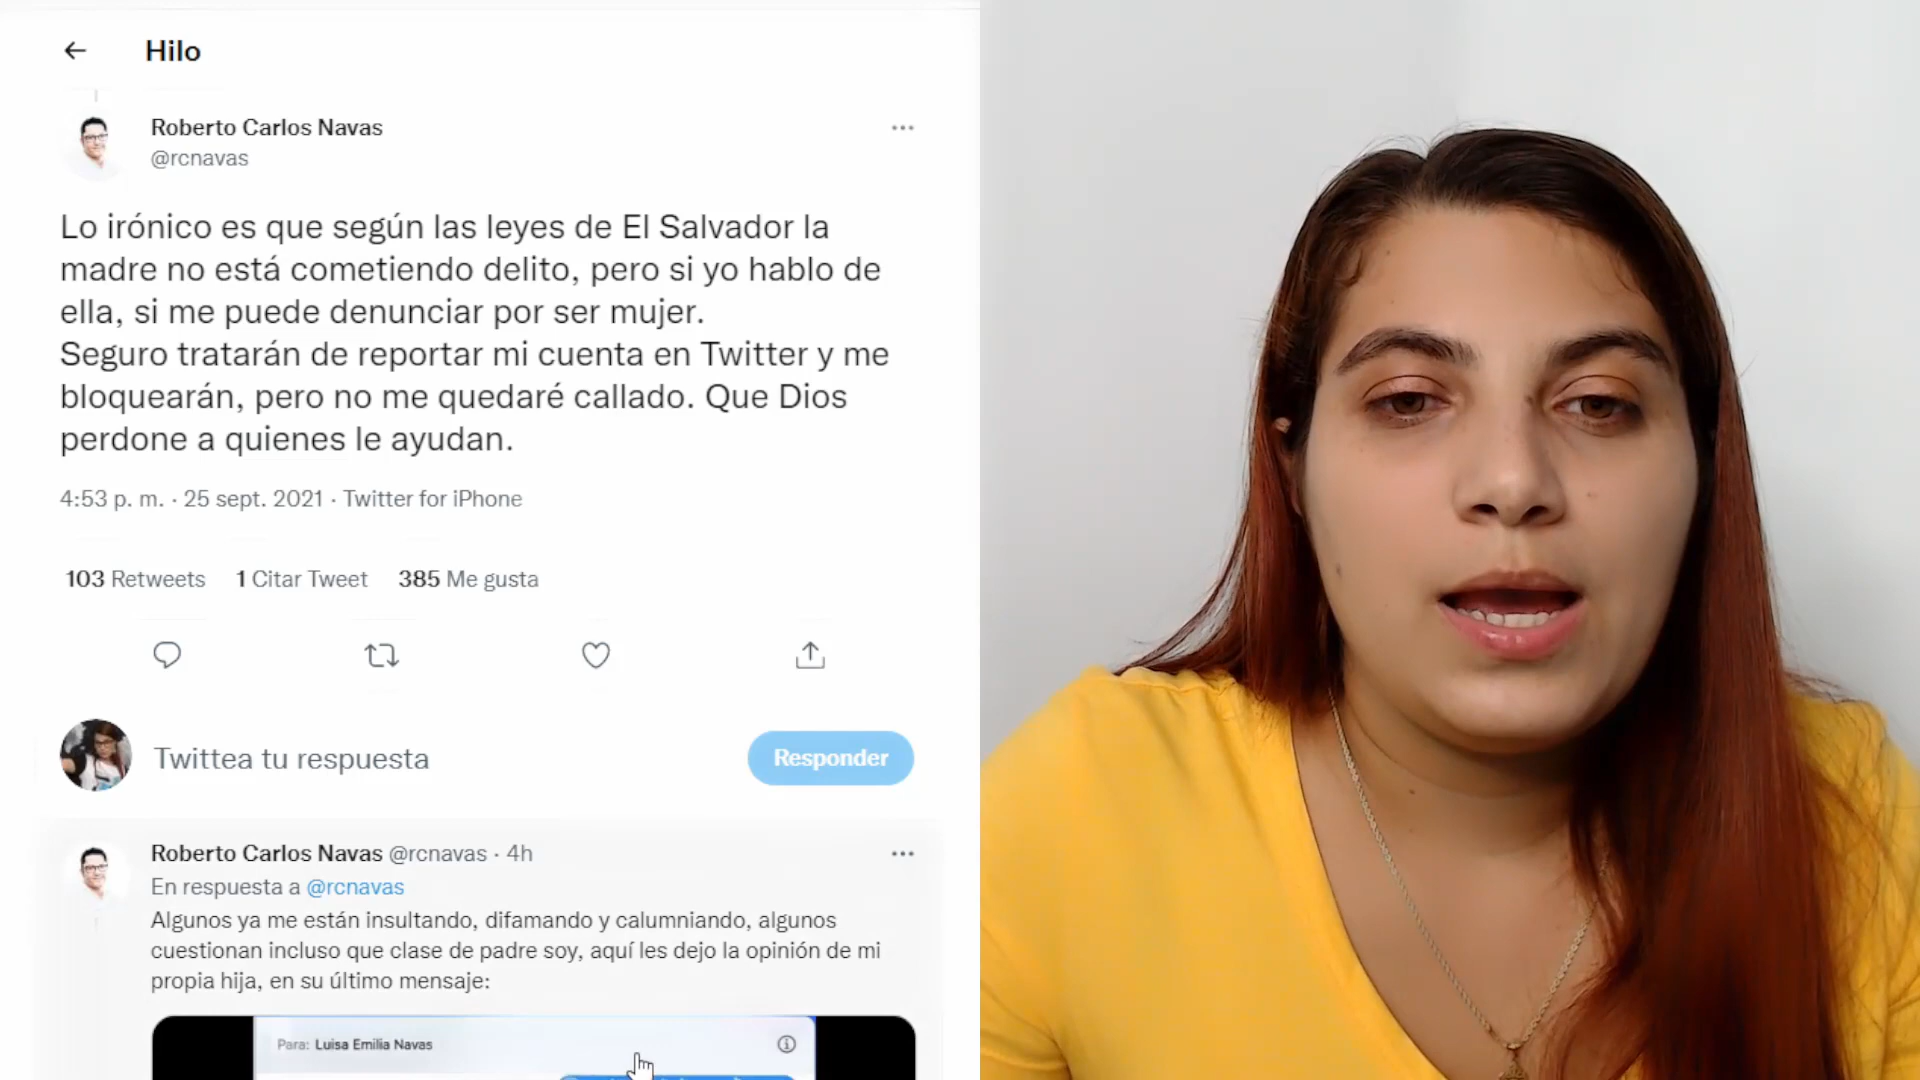 Hilo
Roberto Carlos Navas
@rcnavas
Lo irónico es que según las leyes de El Salvador la
madre no está cometiendo delito, pero si yo hablo de
ella, si me puede denunciar por ser mujer.
Seguro tratarán de reportar mi cuenta en Twitter y me
bloquearán, pero no me quedaré callado. Que Dios
perdone a quienes le ayudan.
4:53 p. m. · 25 sept. 2021 · Twitter for iPhone
103 Retweets 1 Citar Tweet 385 Me gusta
Twittea tu respuesta
Responder
Roberto Carlos Navas @rcnavas · 4h
En respuesta a @rcnavas
Algunos ya me están insultando, difamando y calumniando, algunos
cuestionan incluso que clase de padre soy, aquí les dejo la opinión de mi
propia hija, en su último mensaje:
Para: Luisa Emilia Navas